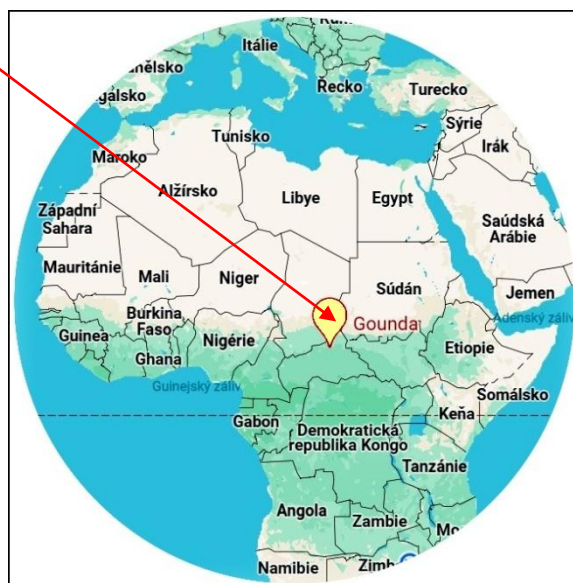 Itálie
Řecko
Turecko
Sýrie
Irák
Tunisko
Maroko
Alžírsko
Libye
Egypt
Saúdská
Arábie
Západní
Sahara
Mauritánie
Mali
Niger
Súdán
Jemen
Adenský záliv
Gounda
Burkina
Faso
Guinea
Ghana
Nigérie
Etiopie
Guinejský záliv
Somálsko
Keňa
Gabon
Demokratická
republika Kongo
Tanzánie
Angola
Zambie
Namibie